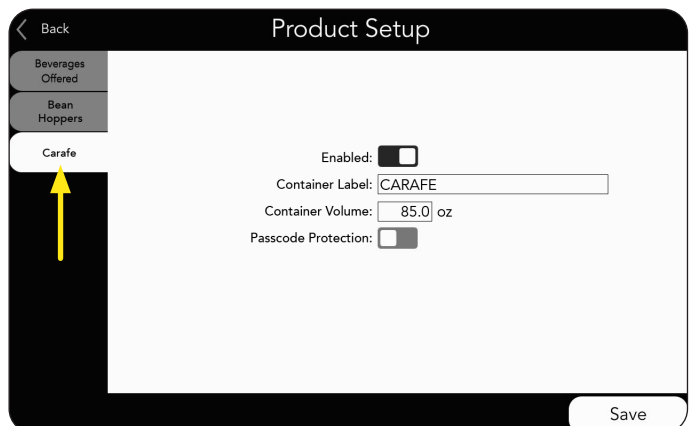 Back
Product Setup
Beverages
Offered
Bean
Hoppers
Carafe
Enabled:
Container Label: CARAFE
Container Volume: 85.0 oz
Passcode Protection:
Save